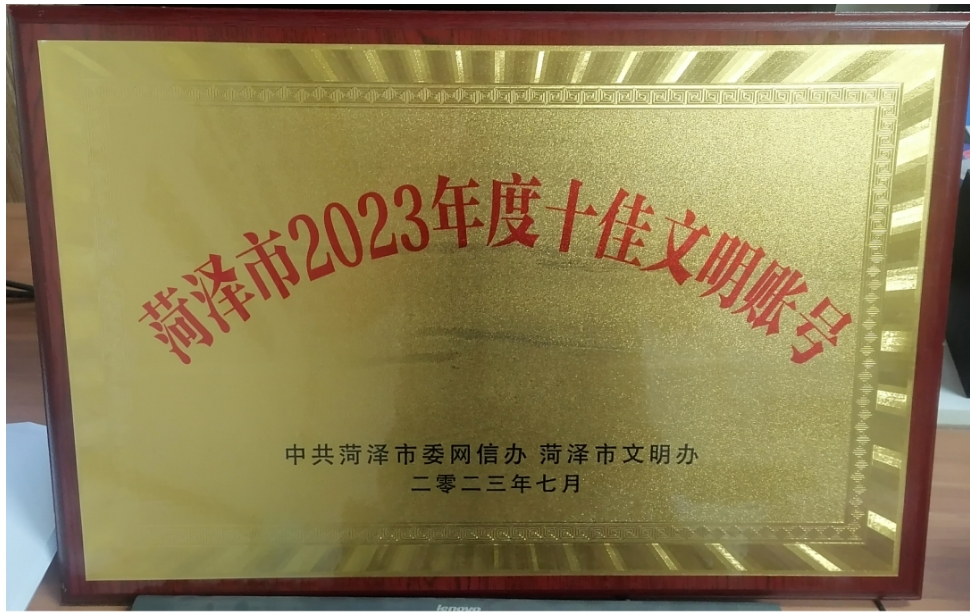 菏泽市2023年度十佳文明账号
中共菏泽市委网信办 菏泽市文明办
二零二三年七月
lenovo